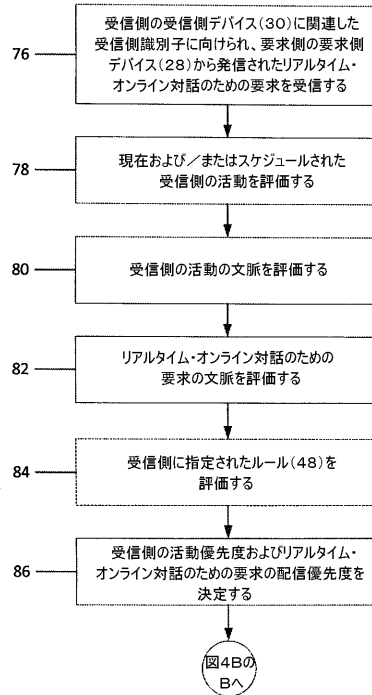 76
受信側の受信側デバイス(30)に関連した
受信側識別子に向けられ、要求側の要求側
デバイス(28)から発信されたリアルタイム・
オンライン対話のための要求を受信する
78
現在および/またはスケジュールされた
受信側の活動を評価する
80
受信側の活動の文脈を評価する
82
リアルタイム・オンライン対話のための
要求の文脈を評価する
84
受信側に指定されたルール(48)を
評価する
86
受信側の活動優先度およびリアルタイム・
オンライン対話のための要求の配信優先度を
決定する
図4Bの
Bへ